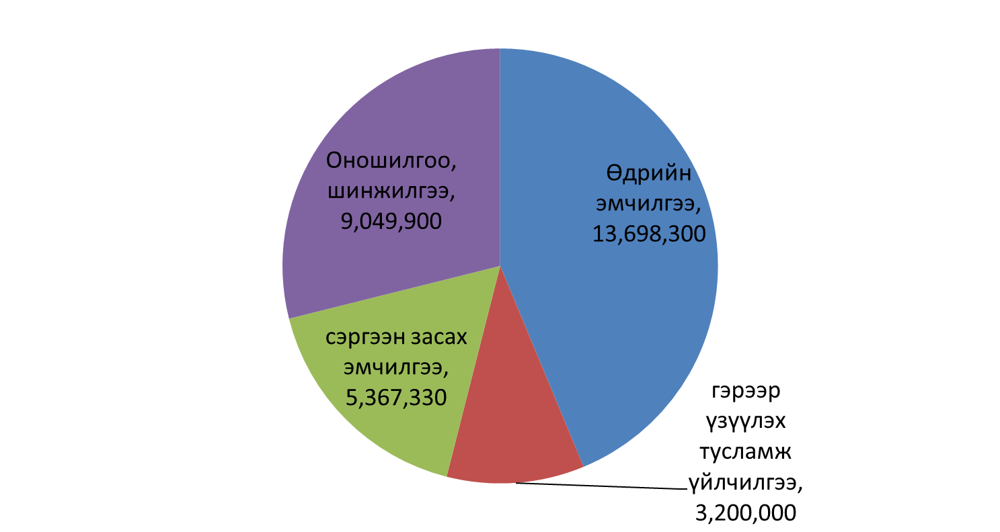 Оношилгоо,
шинжилгээ,
9,049,900
Өдрийн
эмчилгээ,
13,698,300
сэргээн засах
эмчилгээ,
5,367,330
гэрээр
үзүүлэх
тусламж
үйлчилгээ,
3,200,000